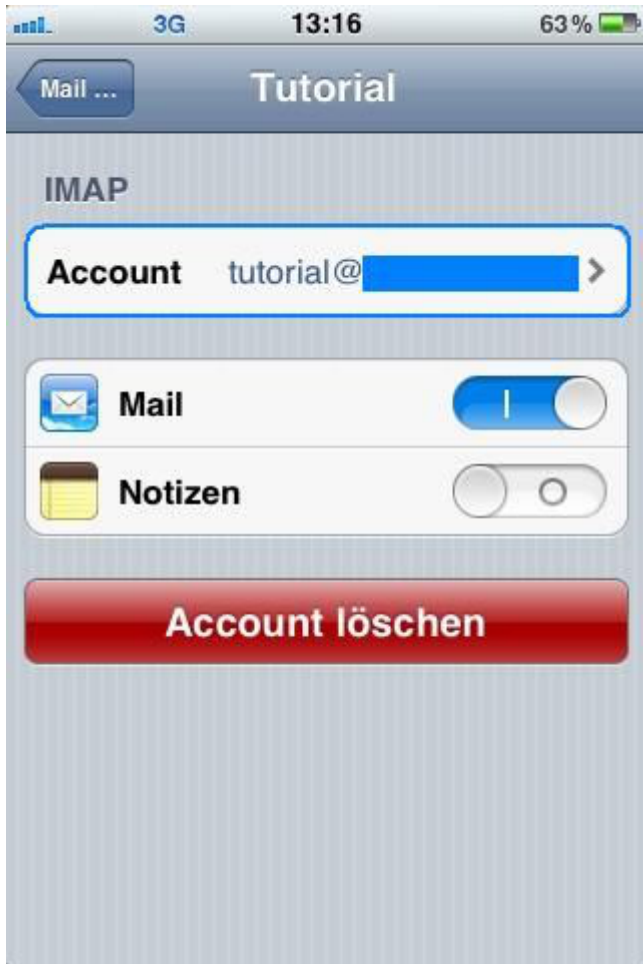 3G 13:16 63 %
Mail ... Tutorial
IMAP
Account tutorial@
Mail
Notizen
Account löschen